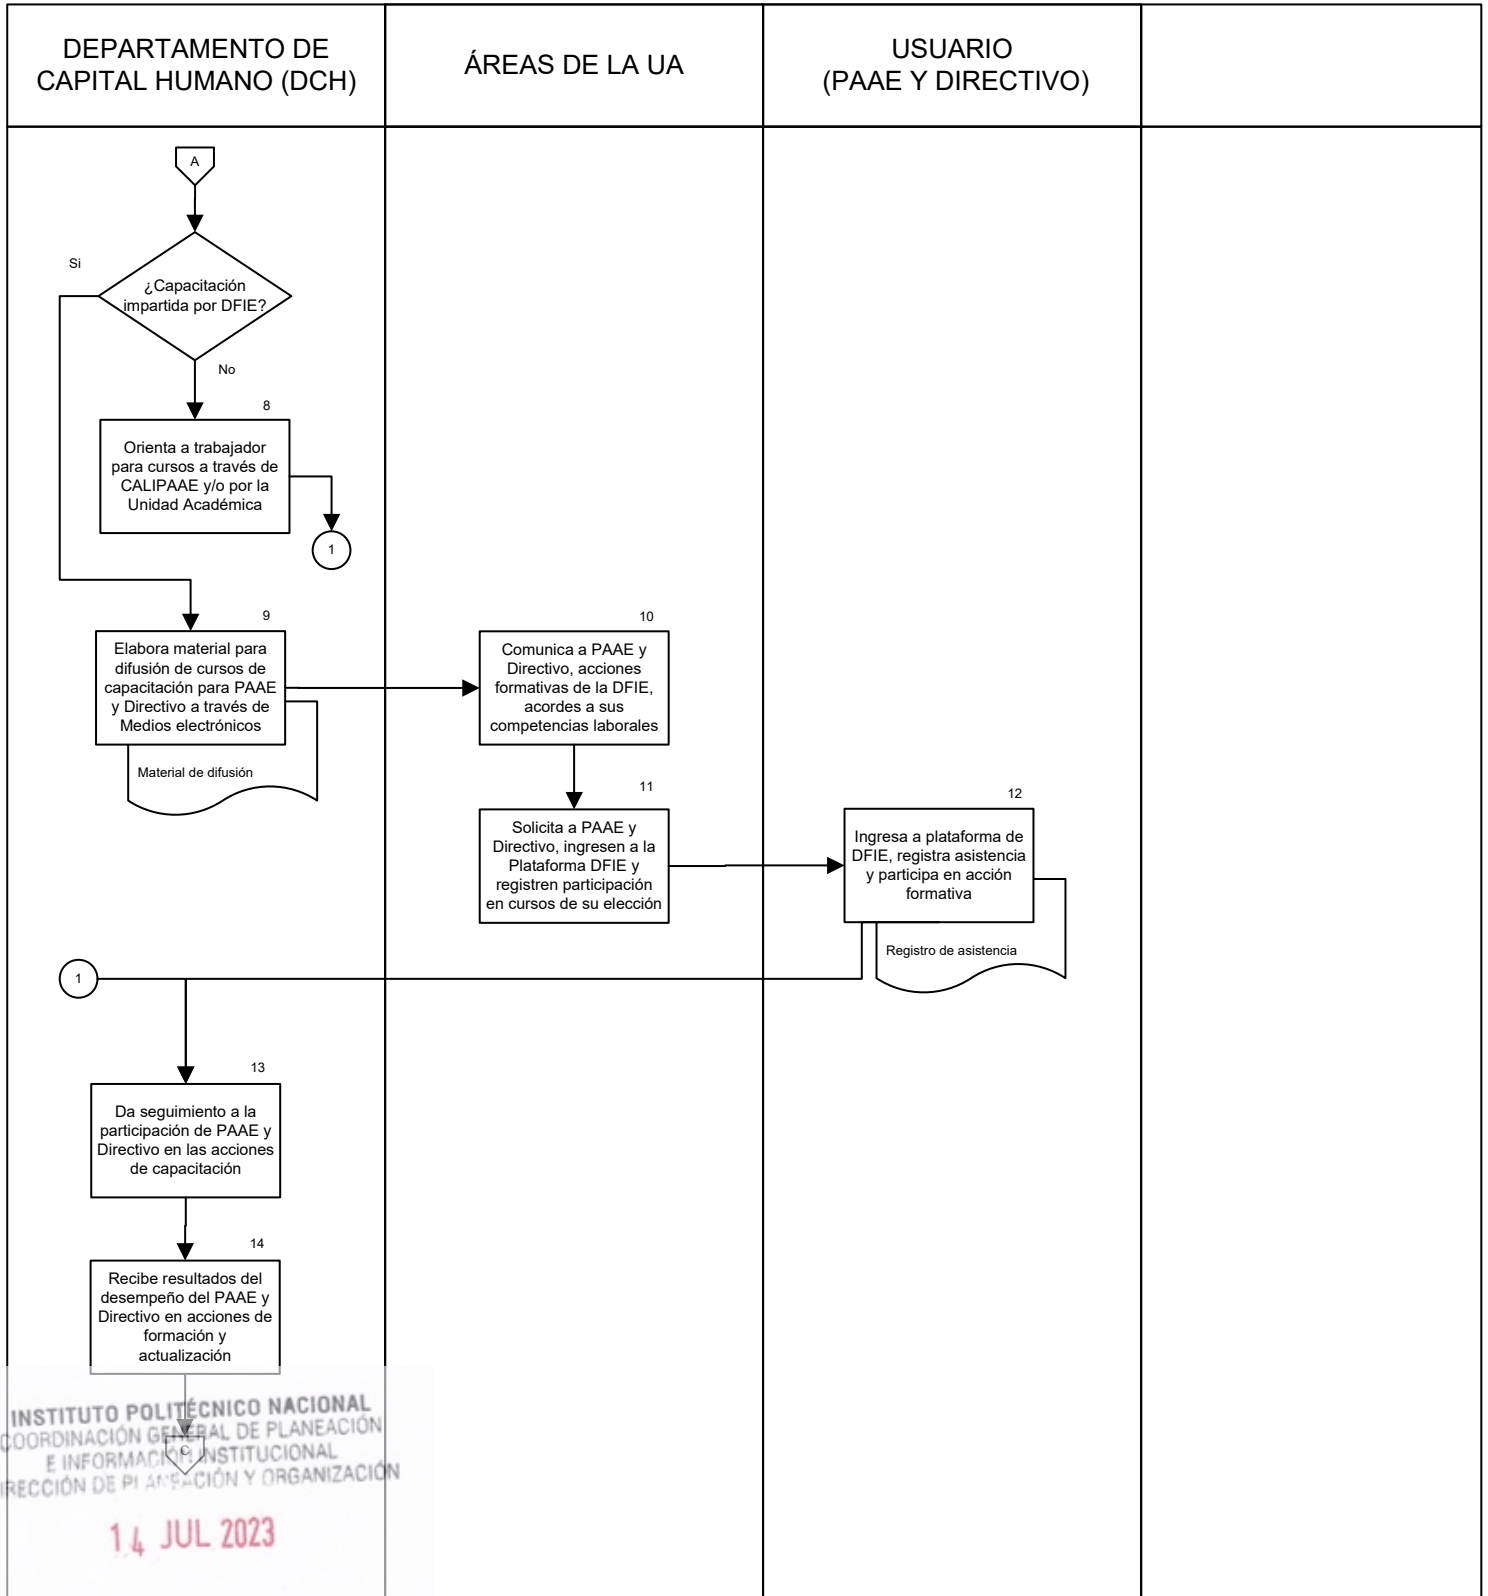 DEPARTAMENTO DE
CAPITAL HUMANO (DCH)
ÁREAS DE LA UA
USUARIO
(PAAE Y DIRECTIVO)
A
Si
¿Capacitación
impartida por DFIE?
No
8
Orienta a trabajador
para cursos a través de
CALIPAAE y/o por la
Unidad Académica
1
9
Elabora material para
difusión de cursos de
capacitación para PAAE
y Directivo a través de
Medios electrónicos
Material de difusión
10
Comunica a PAAE y
Directivo, acciones
formativas de la DFIE,
acordes a sus
competencias laborales
11
Solicita a PAAE y
Directivo, ingresen a la
Plataforma DFIE y
registren participación
en cursos de su elección
12
Ingresa a plataforma de
DFIE, registra asistencia
y participa en acción
formativa
Registro de asistencia
1
13
Da seguimiento a la
participación de PAAE y
Directivo en las acciones
de capacitación
14
Recibe resultados del
desempeño del PAAE y
Directivo en acciones de
formación y
actualización
C
INSTITUTO POLITÉCNICO NACIONAL
COORDINACIÓN GENERAL DE PLANEACIÓN
E INFORMACIÓN INSTITUCIONAL
DIRECCIÓN DE PLANEACIÓN Y ORGANIZACIÓN
14 JUL 2023